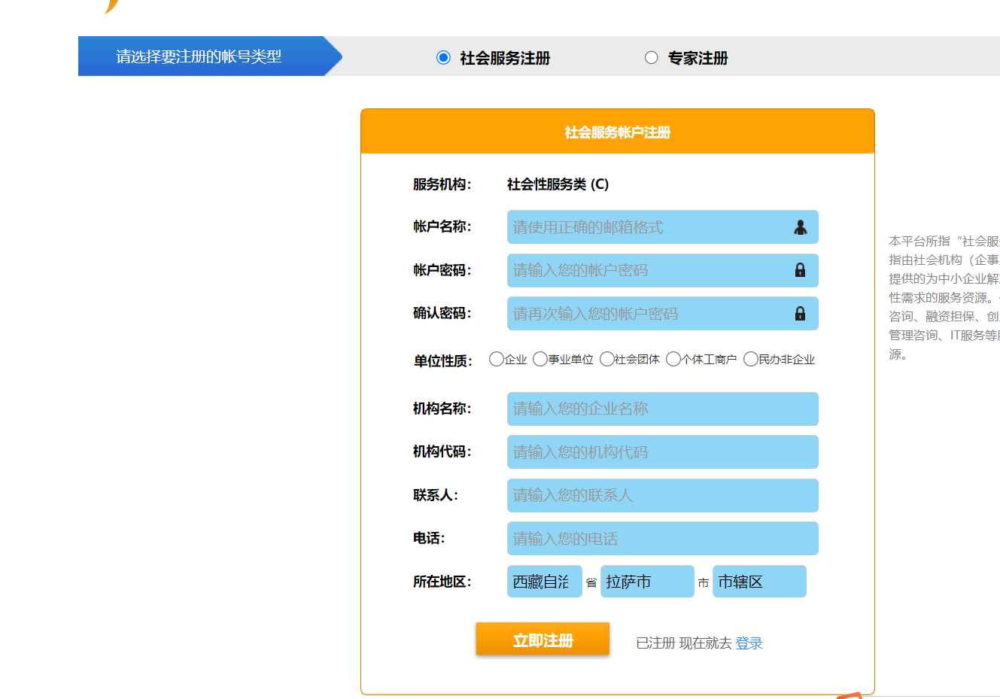 请选择要注册的帐号类型
社会服务注册
专家注册
社会服务帐户注册
服务机构： 社会性服务类 (C)
帐户名称： 请使用正确的邮箱格式
帐户密码： 请输入您的帐户密码
确认密码： 请再次输入您的帐户密码
单位性质： 企业 事业单位 社会团体 个体工商户 民办非企业
机构名称： 请输入您的企业名称
机构代码： 请输入您的机构代码
联系人： 请输入您的联系人
电话： 请输入您的电话
所在地区： 西藏自治 省 拉萨市 市 市辖区
立即注册 已注册 现在就去 登录
本平台所指“社会服
指由社会机构（企事
提供的为中小企业解
性需求的服务资源。
咨询、融资担保、创
管理咨询、IT服务等
源。